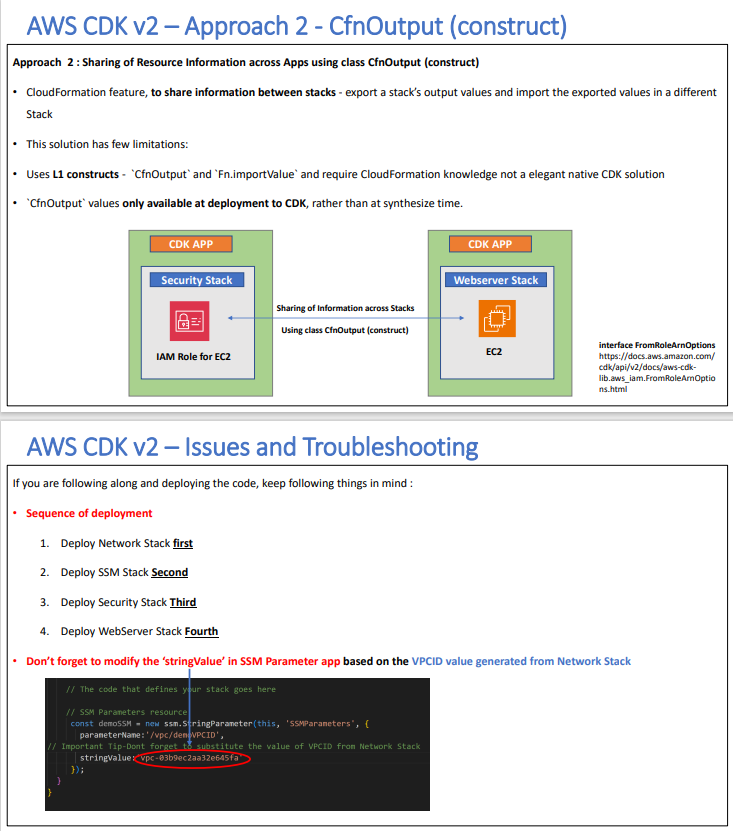 AWS CDK v2 – Approach 2 - CfnOutput (construct)
Approach 2 : Sharing of Resource Information across Apps using class CfnOutput (construct)
• CloudFormation feature, to share information between stacks - export a stack's output values and import the exported values in a different
Stack
• This solution has few limitations:
• Uses L1 constructs - `CfnOutput` and `Fn.importValue` and require CloudFormation knowledge not a elegant native CDK solution
• `CfnOutput` values only available at deployment to CDK, rather than at synthesize time.
CDK APP
Security Stack
IAM Role for EC2
Sharing of Information across Stacks
Using class CfnOutput (construct)
CDK APP
Webserver Stack
EC2
interface FromRoleArnOptions
https://docs.aws.amazon.com/
cdk/api/v2/docs/aws-cdk-
lib.aws_iam.FromRoleArnOptio
ns.html
AWS CDK v2 – Issues and Troubleshooting
If you are following along and deploying the code, keep following things in mind :
• Sequence of deployment
1. Deploy Network Stack first
2. Deploy SSM Stack Second
3. Deploy Security Stack Third
4. Deploy WebServer Stack Fourth
• Don't forget to modify the 'stringValue' in SSM Parameter app based on the VPCID value generated from Network Stack
// The code that defines your stack goes here
// SSM Parameters resource
const demoSSM = new ssm.StringParameter(this, 'SSMParameters', {
parameterName:'/vpc/demoVPCID',
// Important Tip-Dont forget to substitute the value of VPCID from Network Stack
stringValue:'vpc-03b9ec2aa32e645fa'
});
}
}